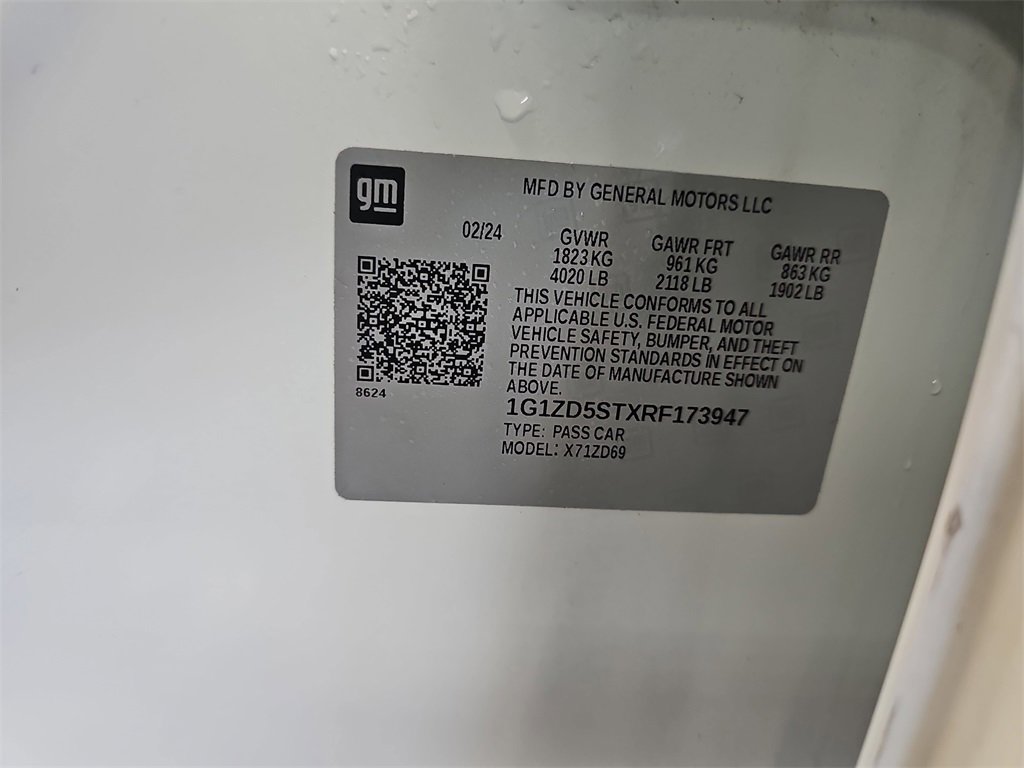 gm
MFD BY GENERAL MOTORS LLC
02/24
GVWR GAWR FRT GAWR RR
1823 KG 961 KG 863 KG
4020 LB 2118 LB 1902 LB
THIS VEHICLE CONFORMS TO ALL
APPLICABLE U.S. FEDERAL MOTOR
VEHICLE SAFETY, BUMPER, AND THEFT
PREVENTION STANDARDS IN EFFECT ON
THE DATE OF MANUFACTURE SHOWN
ABOVE.
8624
1G1ZD5STXRF173947
TYPE: PASS CAR
MODEL: X71ZD69